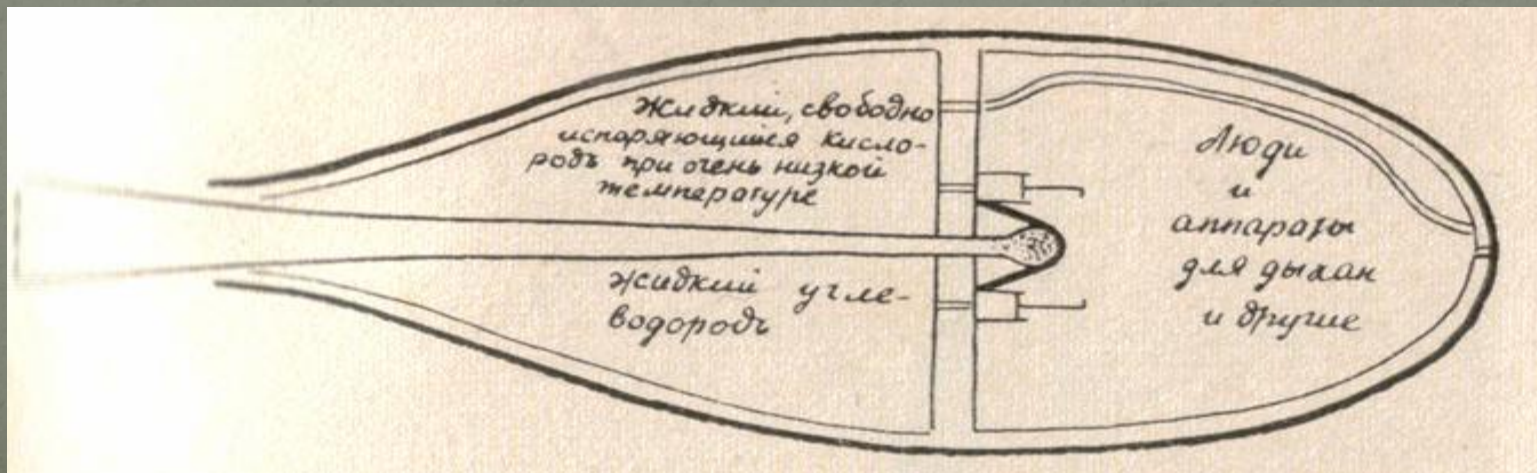 Жидкий, свободно
испаряющийся кисло-
родъ при очень низкой
температуре
Жидкий угле-
водородъ
Люди
и
аппараты
для дыхан
и другие